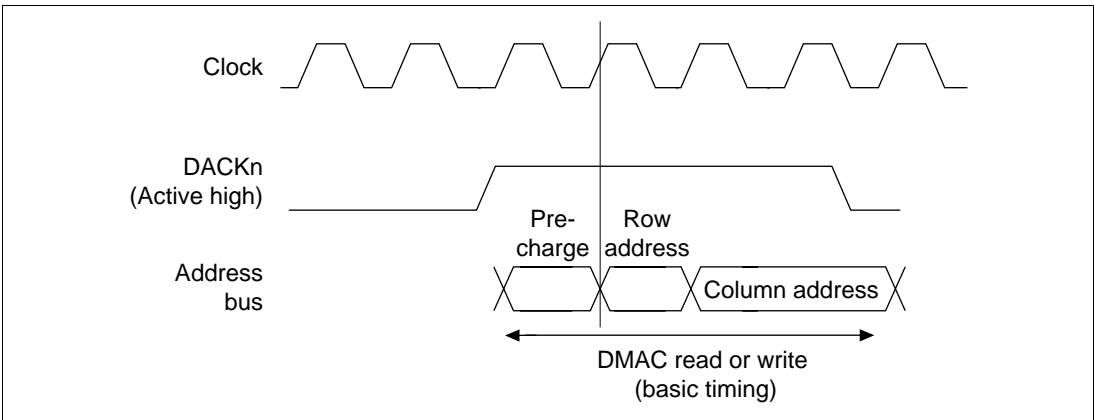 Clock
DACKn
(Active high)
Pre-
charge
Row
address
Address
bus
Column address
DMAC read or write
(basic timing)